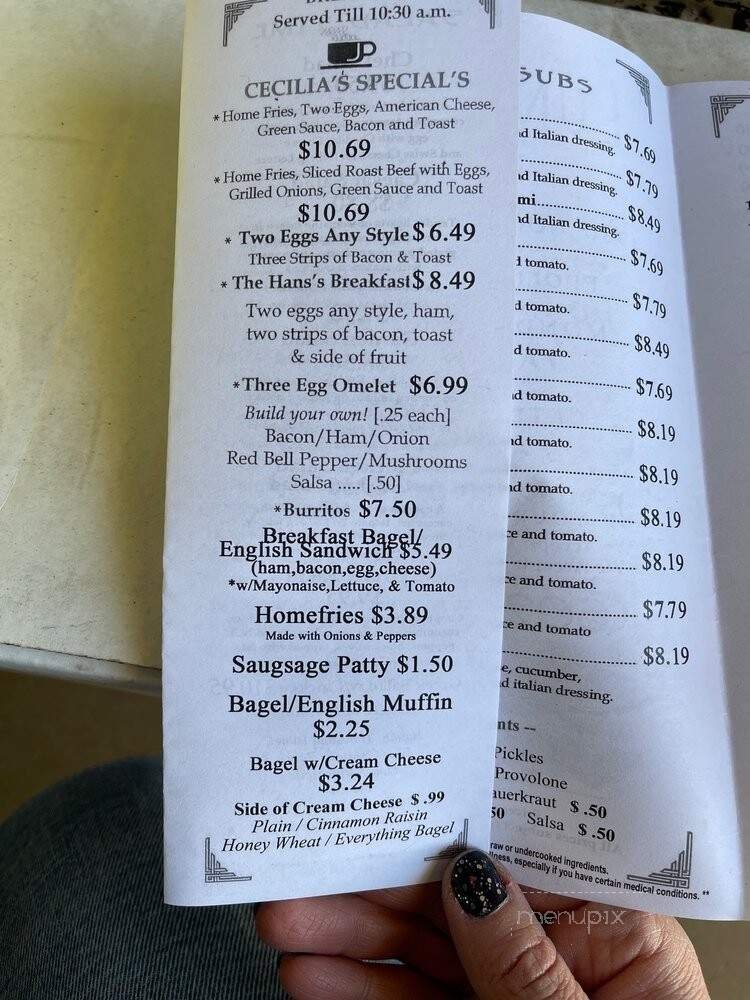 Served Till 10:30 a.m.
CECILIA'S SPECIAL'S
* Home Fries, Two Eggs, American Cheese,
Green Sauce, Bacon and Toast
$10.69
* Home Fries, Sliced Roast Beef with Eggs,
Grilled Onions, Green Sauce and Toast
$10.69
* Two Eggs Any Style $6.49
Three Strips of Bacon & Toast
* The Hans's Breakfast $8.49
Two eggs any style, ham,
two strips of bacon, toast
& side of fruit
*Three Egg Omelet $6.99
Build your own! [.25 each]
Bacon/Ham/Onion
Red Bell Pepper/Mushrooms
Salsa ..... [.50]
*Burritos $7.50
Breakfast Bagel/
English Sandwich $5.49
(ham,bacon,egg,cheese)
*w/Mayonaise,Lettuce, & Tomato
Homefries $3.89
Made with Onions & Peppers
Saugsage Patty $1.50
Bagel/English Muffin
$2.25
Bagel w/Cream Cheese
$3.24
Side of Cream Cheese $ .99
Plain / Cinnamon Raisin
Honey Wheat / Everything Bagel
SUBS
$7.69
Italian dressing.
$7.79
Italian dressing.
$8.49
Italian dressing.
$7.69
tomato.
$7.79
tomato.
$8.49
tomato.
$7.69
tomato.
$8.19
tomato.
$8.19
tomato.
$8.19
and tomato.
$8.19
and tomato.
$7.79
and tomato
$8.19
cucumber,
italian dressing.
Pickles
Provolone
$ .50
Salsa $ .50
raw or undercooked ingredients.
especially if you have certain medical conditions. **
menupix